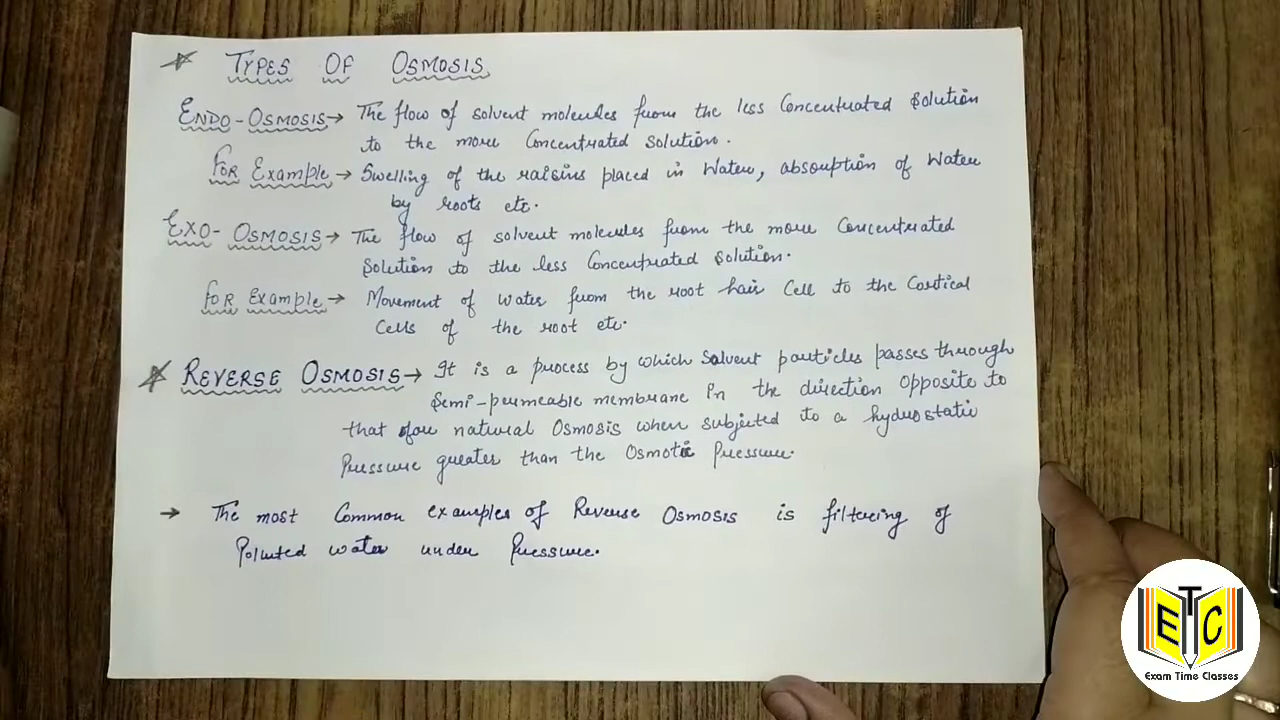 TYPES OF OSMOSIS
ENDO-OSMOSIS→ The flow of solvent molecules from the less Concentrated Solution
to the more Concentrated solution.
FOR Example → Swelling of the raisins placed in Water, absorption of Water
by roots etc.
EXO- OSMOSIS→ The flow of solvent molecules from the more Concentrated
Solution to the less Concentrated Solution.
FOR Example → Movement of water from the root hair Cell to the Cortical
Cells of the root etc.
REVERSE OSMOSIS→ It is a process by which Solvent particles passes through
Semi-permeable membrane in the direction opposite to
that for natural Osmosis when subjected to a hydrostatic
Pressure greater than the Osmotic Pressure.
→ The most Common examples of Reverse Osmosis is filtering of
Polluted water under Pressure.
ETC
Exam Time Classes